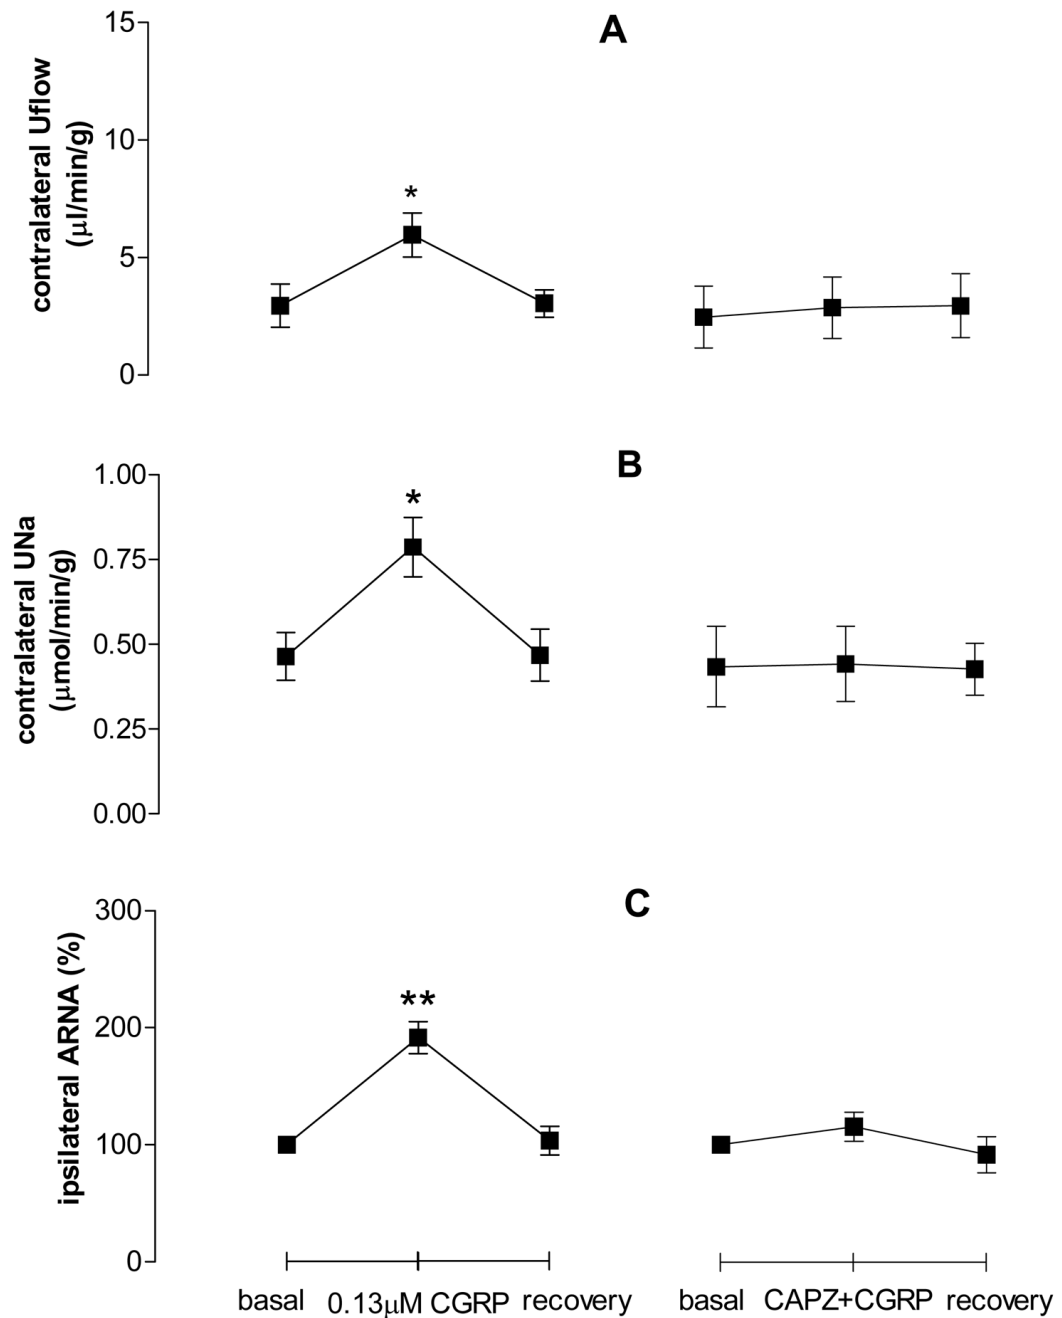 A
contralateral Uflow
(μl/min/g)
15
10
5
0
*
B
contralateral UNa
(μmol/min/g)
1.00
0.75
0.50
0.25
0.00
*
C
ipsilateral ARNA (%)
300
200
100
0
**
basal 0.13μM CGRP recovery
basal CAPZ+CGRP recovery